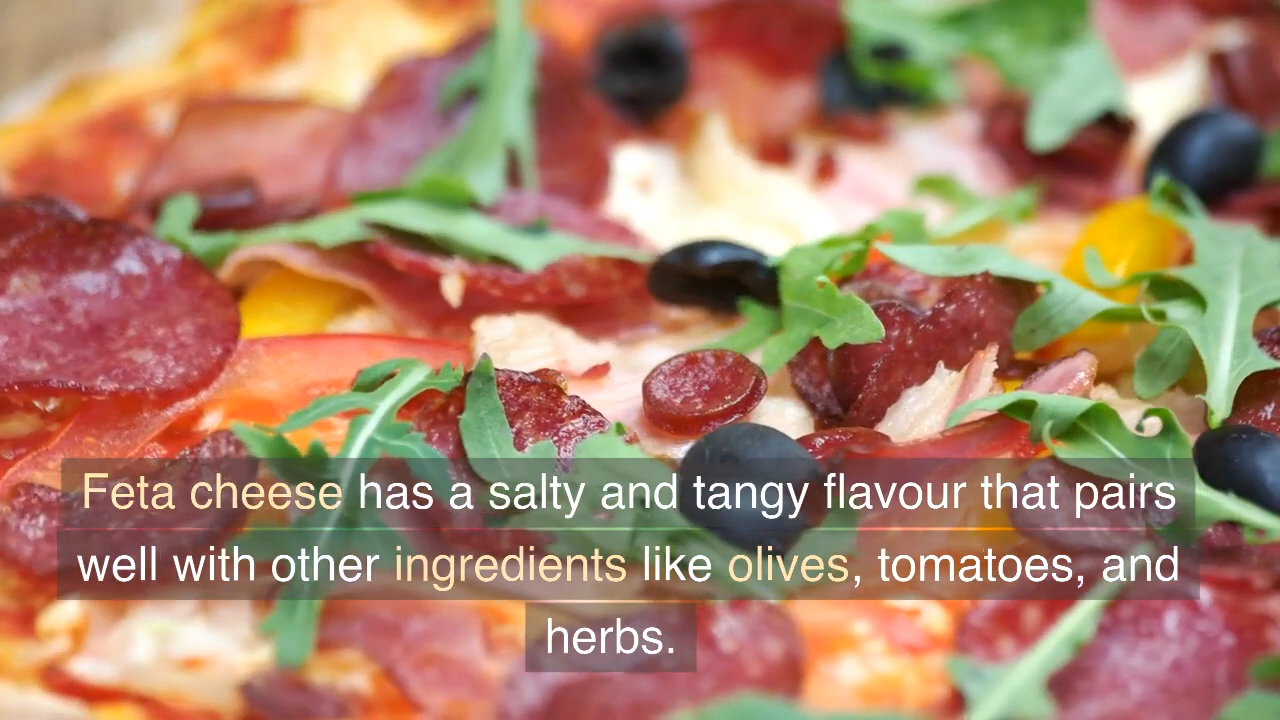 Feta cheese has a salty and tangy flavour that pairs
well with other ingredients like olives, tomatoes, and
herbs.